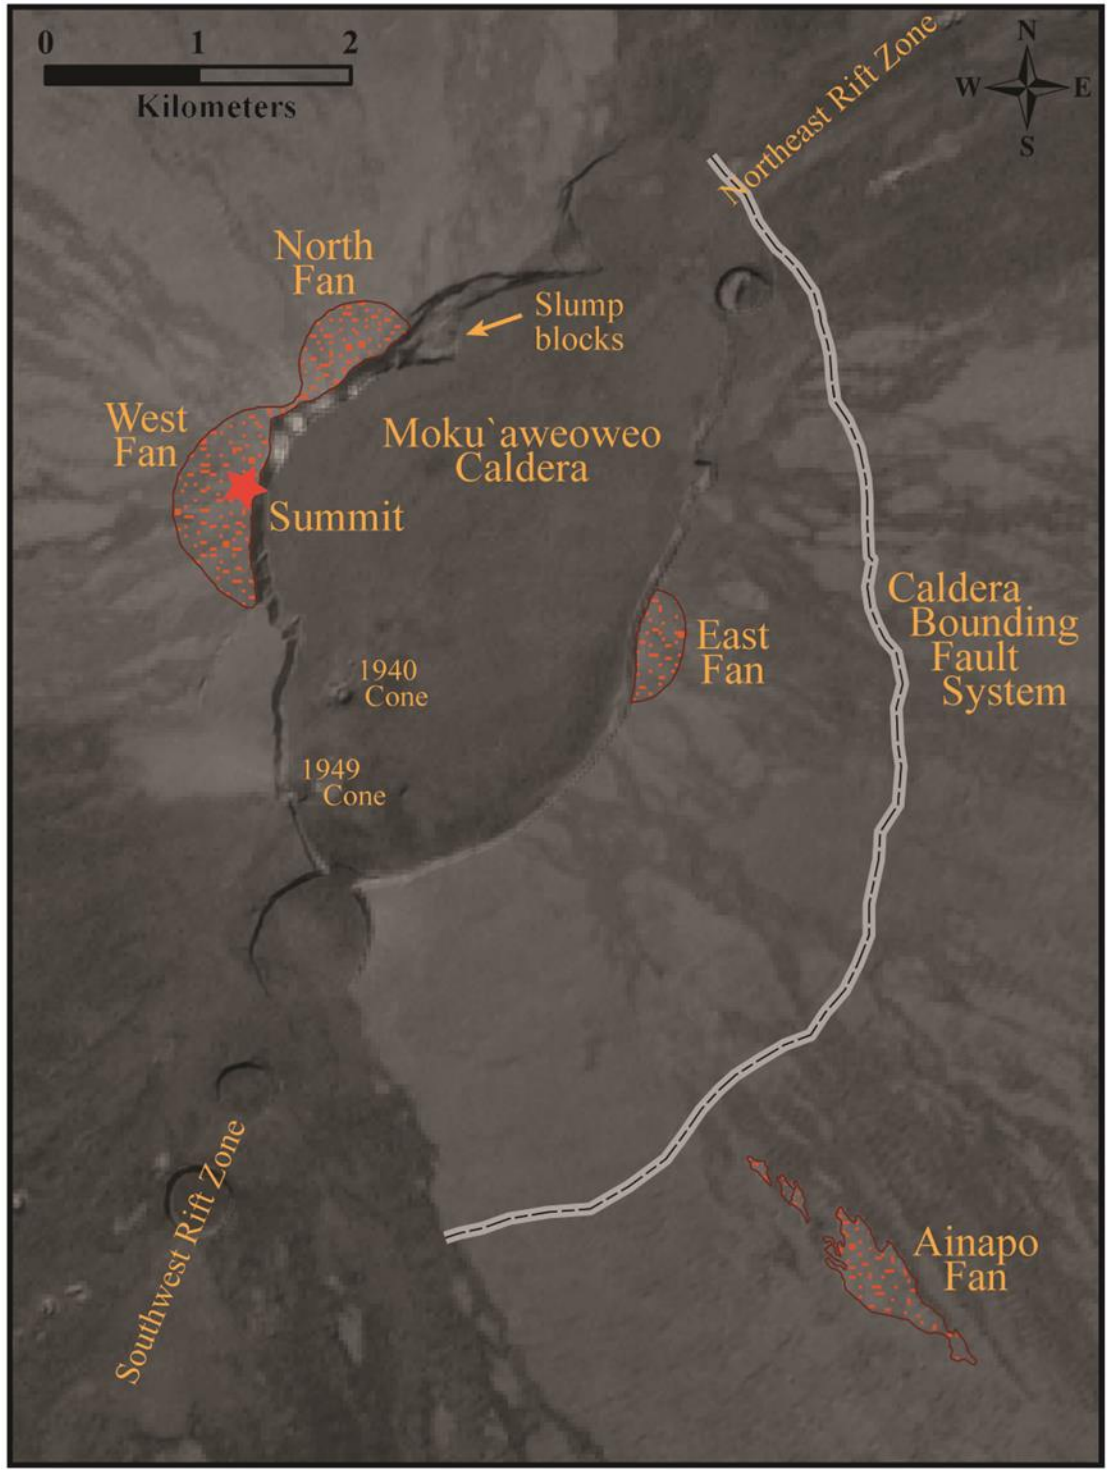 0 1 2
Kilometers
N
W E
S
Northeast Rift Zone
North
Fan
Slump
blocks
West
Fan
Moku`aweoweo
Caldera
Summit
Caldera
Bounding
Fault
System
East
Fan
1940
Cone
1949
Cone
Southwest Rift Zone
Ainapo
Fan